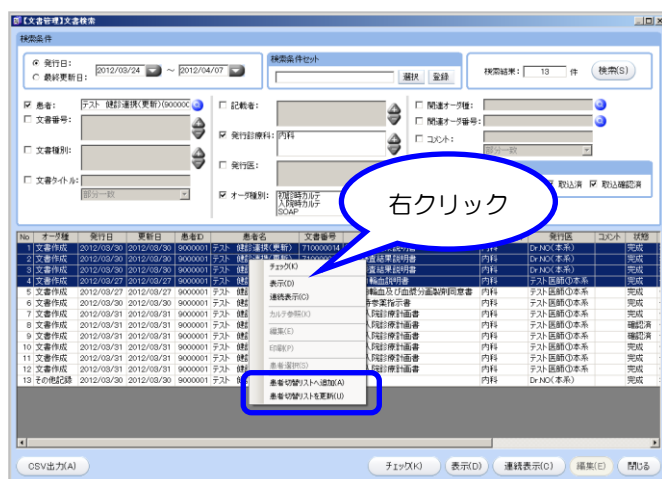 【文書管理】文書検索
検索条件
発行日：
最終更新日：
2012/03/24 ～ 2012/04/07
検索条件セット
選択 登録
検索結果： 13 件 検索(S)
患者： テスト 健診連携(更新)(90000C
文書番号：
文書種別：
文書タイトル：
部分一致
記載者：
発行診療科： 内科
発行医：
オーダ種別： 初診時カルテ
入院時カルテ
SOAP
関連オーダ種：
関連オーダ番号：
コメント：
部分一致
取込済 取込確認済
右クリック
No オーダ種 発行日 更新日 患者ID 患者名 文書番号 発行医 コメント 状態
1 文書作成 2012/03/30 2012/03/30 9000001 テスト 健診連携(更新) 710000014 内科 Dr.NO(本系) 完成
2 文書作成 2012/03/30 2012/03/30 9000001 テスト 査結果説明書 内科 Dr.NO(本系) 完成
3 文書作成 2012/03/30 2012/03/30 9000001 テスト 査結果説明書 内科 テスト医師①本系 完成
4 文書作成 2012/03/27 2012/03/27 9000001 テスト 輸血説明書 内科 テスト医師①本系 完成
5 文書作成 2012/03/27 2012/03/27 9000001 テスト 輸血及び血漿分画製剤同意書 内科 テスト医師①本系 完成
6 文書作成 2012/03/30 2012/03/30 9000001 テスト 参薬指示書 内科 テスト医師①本系 完成
7 文書作成 2012/03/31 2012/03/31 9000001 テスト 入院診療計画書 内科 テスト医師①本系 完成
8 文書作成 2012/03/31 2012/03/31 9000001 テスト 入院診療計画書 内科 テスト医師①本系 確認済
9 文書作成 2012/03/31 2012/03/31 9000001 テスト 入院診療計画書 内科 テスト医師①本系 確認済
10 文書作成 2012/03/31 2012/03/31 9000001 テスト 入院診療計画書 内科 テスト医師①本系 完成
11 文書作成 2012/03/31 2012/03/31 9000001 テスト 入院診療計画書 内科 テスト医師①本系 完成
12 文書作成 2012/03/31 2012/03/31 9000001 テスト 入院診療計画書 内科 テスト医師①本系 完成
13 その他記録 2012/03/30 2012/03/30 9000001 テスト 内科 Dr.NO(本系) 完成
チェック(K)
表示(D)
連続表示(C)
カルテ参照(X)
編集(E)
印刷(P)
患者選択(S)
患者切替リストへ追加(A)
患者切替リストを更新(U)
CSV出力(A) チェック(K) 表示(D) 連続表示(C) 編集(E) 閉じる